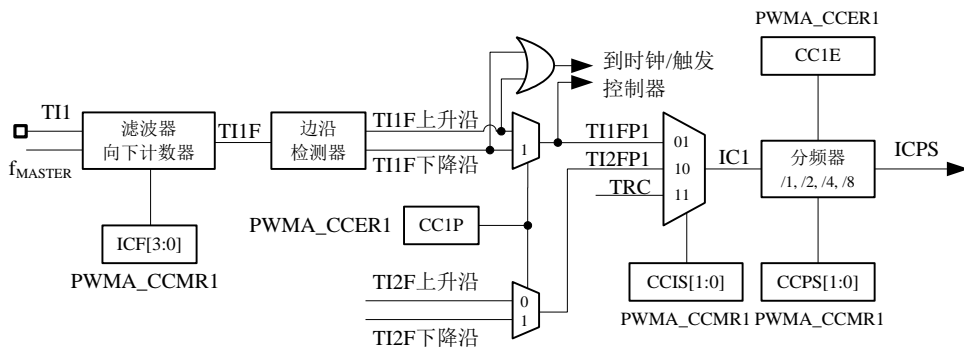 PWMA_CCER1
CC1E
到时钟/触发
控制器
TI1
fMASTER
滤波器
向下计数器
TI1F
边沿
检测器
TI1F上升沿
TI1F下降沿
1
TI1FP1
TI2FP1
TRC
01
10
11
IC1
分频器
/1, /2, /4, /8
ICPS
ICF[3:0]
PWMA_CCMR1
PWMA_CCER1
CC1P
TI2F上升沿
TI2F下降沿
0
1
CCIS[1:0]
PWMA_CCMR1
CCPS[1:0]
PWMA_CCMR1